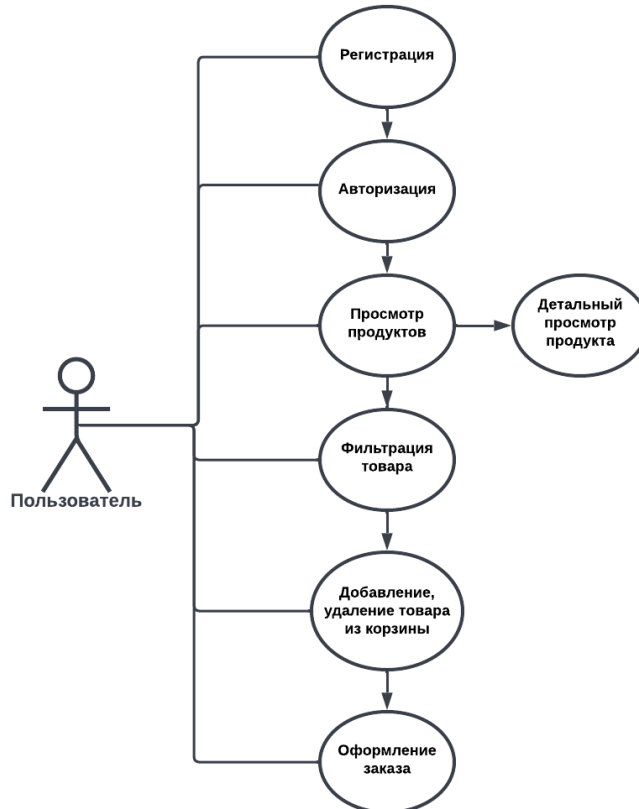 Регистрация
Авторизация
Просмотр
продуктов
Детальный
просмотр
продукта
Фильтрация
товара
Пользователь
Добавление,
удаление товара
из корзины
Оформление
заказа